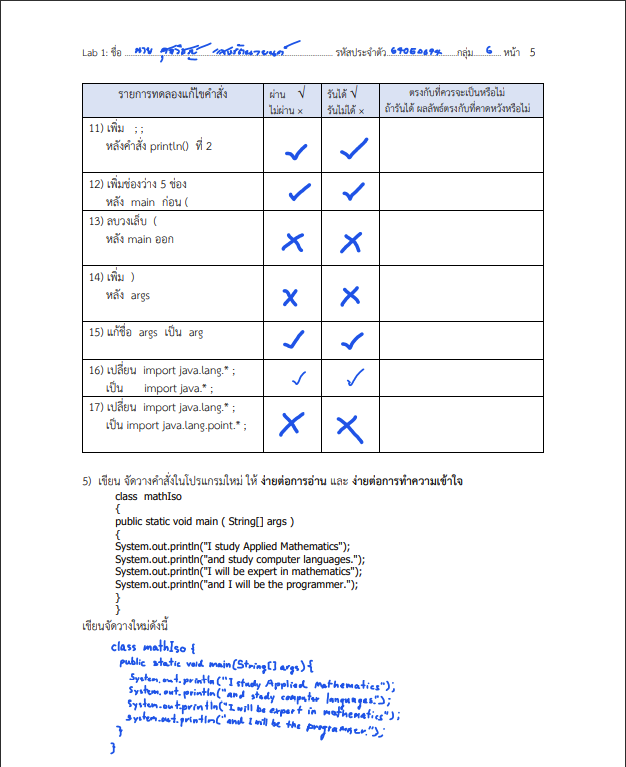 Lab 1: ชื่อ นาย รหัสประจำตัว กลุ่ม 6 หน้า 5
รายการทดลองแก้ไขคำสั่ง ผ่าน √ รันได้ √ ตรงกับที่ควรจะเป็นหรือไม่
ไม่ผ่าน × รันไม่ได้ × ถ้ารันได้ ผลลัพธ์ตรงกับที่คาดหวังหรือไม่
11) เพิ่ม ; ;
หลังคำสั่ง println() ที่ 2 ✓ ✓
12) เพิ่มช่องว่าง 5 ช่อง
หลัง main ก่อน ( ✓ ✓
13) ลบวงเล็บ (
หลัง main ออก × ×
14) เพิ่ม )
หลัง args × ×
15) แก้ชื่อ args เป็น arg ✓ ✓
16) เปลี่ยน import java.lang.* ;
เป็น import java.* ; ✓ ✓
17) เปลี่ยน import java.lang.* ;
เป็น import java.lang.point.* ; × ×
5) เขียน จัดวางคำสั่งในโปรแกรมใหม่ ให้ ง่ายต่อการอ่าน และ ง่ายต่อการทำความเข้าใจ
class mathIso
{
public static void main ( String[] args )
{
System.out.println("I study Applied Mathematics");
System.out.println("and study computer languages.");
System.out.println("I will be expert in mathematics");
System.out.println("and I will be the programmer.");
}
}
เขียนจัดวางใหม่ดังนี้
class mathIso {
public static void main(String[] args) {
System.out.println("I study Applied Mathematics");
System.out.println("and study computer languages.");
System.out.println("I will be expert in mathematics");
System.out.println("and I will be the programmer.");
}
}